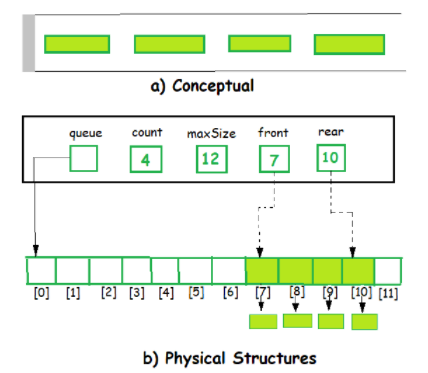 a) Conceptual
queue count maxSize front rear
4 12 7 10
[0] [1] [2] [3] [4] [5] [6] [7] [8] [9] [10] [11]
b) Physical Structures